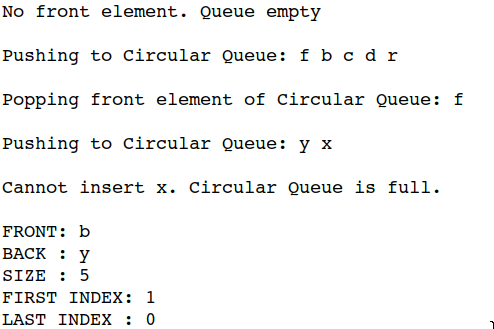 No front element. Queue empty
Pushing to Circular Queue: f b c d r
Popping front element of Circular Queue: f
Pushing to Circular Queue: y x
Cannot insert x. Circular Queue is full.
FRONT: b
BACK : y
SIZE : 5
FIRST INDEX: 1
LAST INDEX : 0